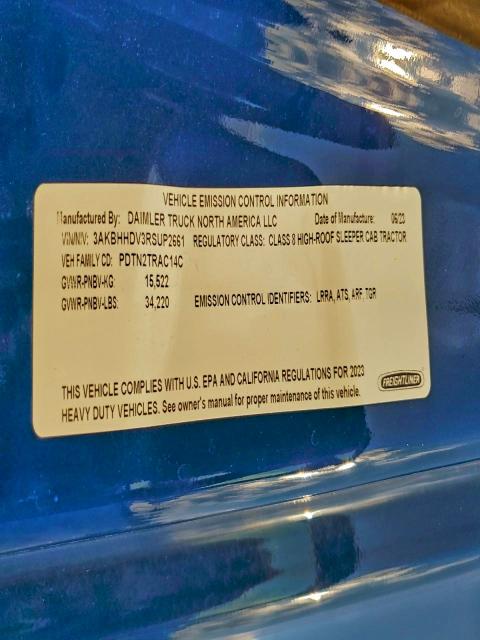 VEHICLE EMISSION CONTROL INFORMATION
Manufactured By: DAIMLER TRUCK NORTH AMERICA LLC Date of Manufacture: 06/23
VIN/NIV: 3AKBHHDV3RSUP2661 REGULATORY CLASS: CLASS 8 HIGH-ROOF SLEEPER CAB TRACTOR
VEH FAMILY CD: PDTN2TRAC14C
GVWR-PNBV-KG: 15,522
GVWR-PNBV-LBS: 34,220 EMISSION CONTROL IDENTIFIERS: LRRA, ATS, ARF, TGR
THIS VEHICLE COMPLIES WITH U.S. EPA AND CALIFORNIA REGULATIONS FOR 2023
HEAVY DUTY VEHICLES. See owner's manual for proper maintenance of this vehicle.
FREIGHTLINER